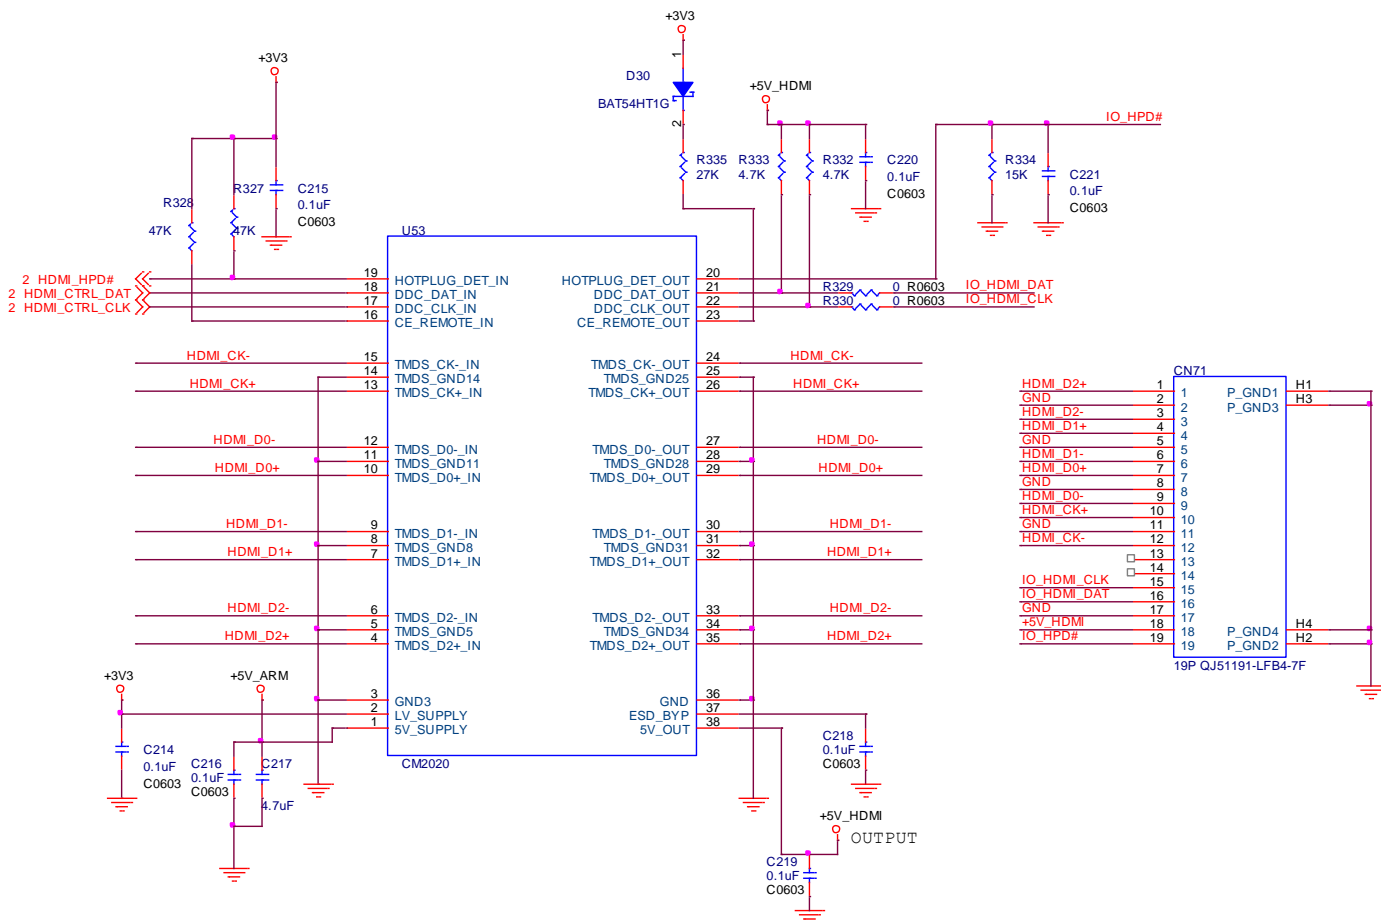 +3V3
+3V3
D30
BAT54HT1G
1
2
+5V_HDMI
IO_HPD#
R328
47K
R327
47K
C215
0.1uF
C0603
R335
27K
R333
4.7K
R332
4.7K
C220
0.1uF
C0603
R334
15K
C221
0.1uF
C0603
U53
2 HDMI_HPD#
2 HDMI_CTRL_DAT
2 HDMI_CTRL_CLK
19 HOTPLUG_DET_IN
18 DDC_DAT_IN
17 DDC_CLK_IN
16 CE_REMOTE_IN
HOTPLUG_DET_OUT 20
DDC_DAT_OUT 21
DDC_CLK_OUT 22
CE_REMOTE_OUT 23
R329 0 R0603 IO_HDMI_DAT
R330 0 R0603 IO_HDMI_CLK
HDMI_CK- 15 TMDS_CK-_IN
14 TMDS_GND14
HDMI_CK+ 13 TMDS_CK+_IN
TMDS_CK-_OUT 24 HDMI_CK-
TMDS_GND25 25
TMDS_CK+_OUT 26 HDMI_CK+
HDMI_D0- 12 TMDS_D0-_IN
11 TMDS_GND11
HDMI_D0+ 10 TMDS_D0+_IN
TMDS_D0-_OUT 27 HDMI_D0-
TMDS_GND28 28
TMDS_D0+_OUT 29 HDMI_D0+
HDMI_D1- 9 TMDS_D1-_IN
8 TMDS_GND8
HDMI_D1+ 7 TMDS_D1+_IN
TMDS_D1-_OUT 30 HDMI_D1-
TMDS_GND31 31
TMDS_D1+_OUT 32 HDMI_D1+
HDMI_D2- 6 TMDS_D2-_IN
5 TMDS_GND5
HDMI_D2+ 4 TMDS_D2+_IN
TMDS_D2-_OUT 33 HDMI_D2-
TMDS_GND34 34
TMDS_D2+_OUT 35 HDMI_D2+
3 GND3
2 LV_SUPPLY
1 5V_SUPPLY
GND 36
ESD_BYP 37
5V_OUT 38
CM2020
+3V3
+5V_ARM
C214
0.1uF
C0603
C216
0.1uF
C0603
C217
4.7uF
C218
0.1uF
C0603
+5V_HDMI
OUTPUT
C219
0.1uF
C0603
CN71
HDMI_D2+ 1 1
GND 2 2
HDMI_D2- 3 3
HDMI_D1+ 4 4
GND 5 5
HDMI_D1- 6 6
HDMI_D0+ 7 7
GND 8 8
HDMI_D0- 9 9
HDMI_CK+ 10 10
GND 11 11
HDMI_CK- 12 12
13 13
14 14
IO_HDMI_CLK 15 15
IO_HDMI_DAT 16 16
GND 17 17
+5V_HDMI 18 18
IO_HPD# 19 19
P_GND1 H1
P_GND3 H3
P_GND4 H4
P_GND2 H2
19P QJ51191-LFB4-7F